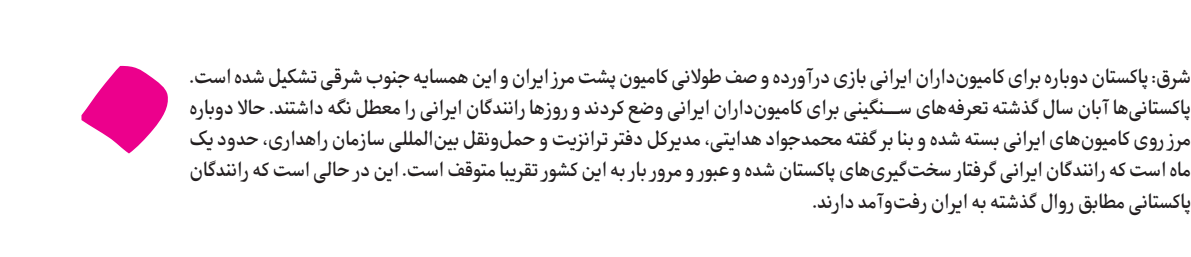 شرق: پاکستان دوباره برای کامیون‌داران ایرانی بازی درآورده و صف طولانی کامیون پشت مرز ایران و این همسایه جنوب شرقی تشکیل شده است.
پاکستانی‌ها آبان سال گذشته تعرفه‌های ســنگینی برای کامیون‌داران ایرانی وضع کردند و روزها رانندگان ایرانی را معطل نگه داشتند. حالا دوباره
مرز روی کامیون‌های ایرانی بسته شده و بنا بر گفته محمدجواد هدایتی، مدیرکل دفتر ترانزیت و حمل‌ونقل بین‌المللی سازمان راهداری، حدود یک
ماه است که رانندگان ایرانی گرفتار سخت‌گیری‌های پاکستان شده و عبور و مرور بار به این کشور تقریبا متوقف است. این در حالی است که رانندگان
پاکستانی مطابق روال گذشته به ایران رفت‌وآمد دارند.